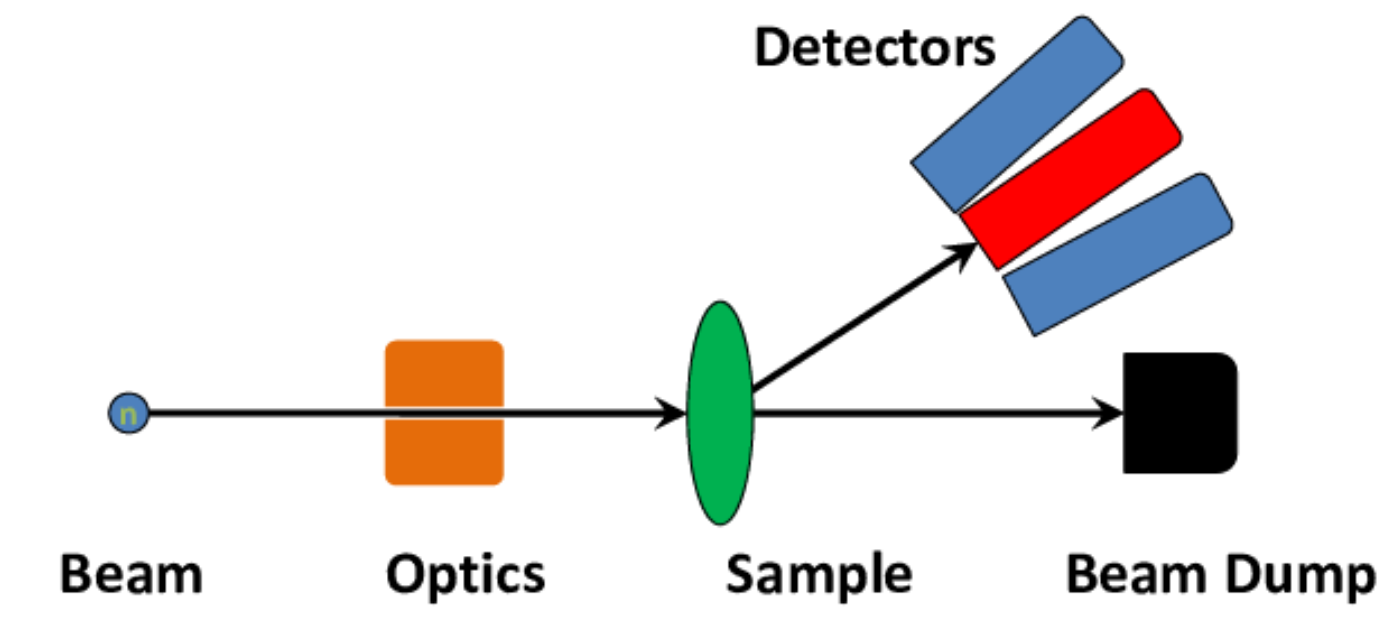 Detectors
n
Beam
Optics
Sample
Beam Dump